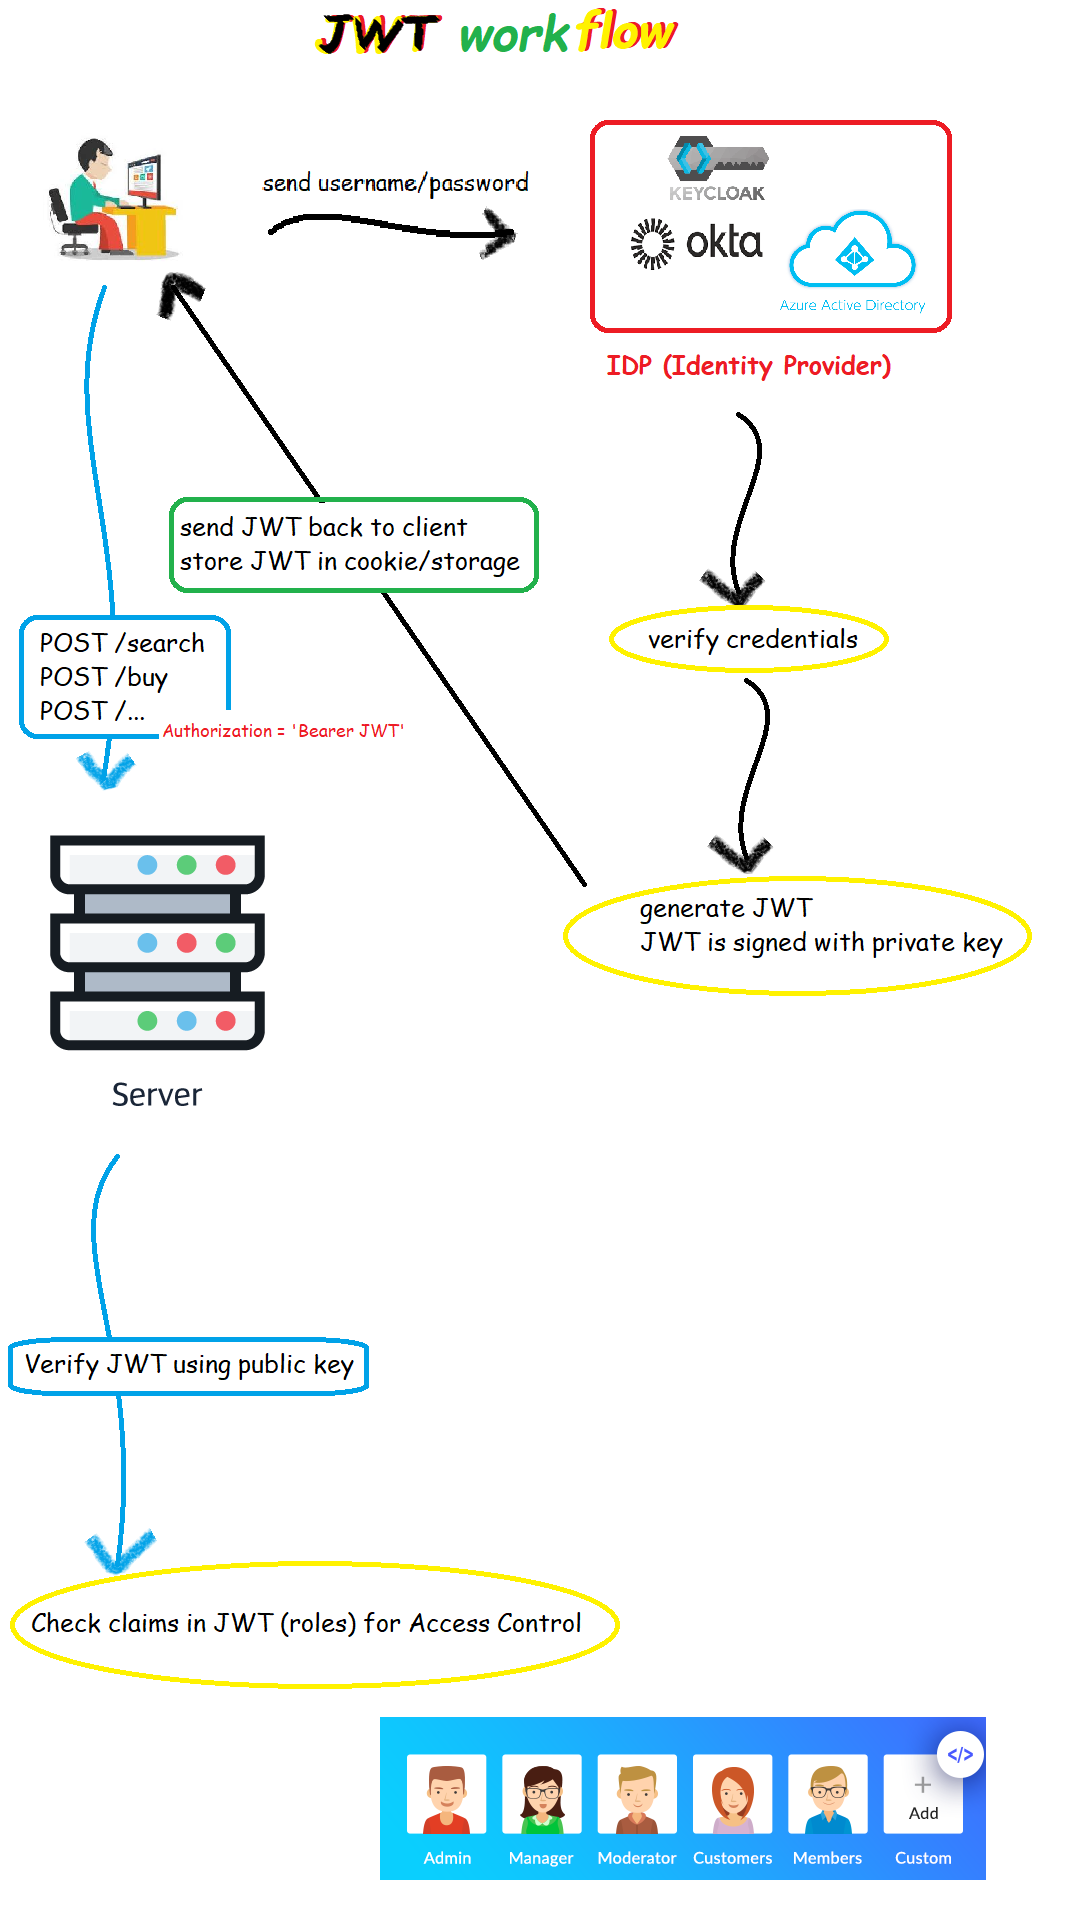 JWT workflow
send username/password
KEYCLOAK
okta
Azure Active Directory
IDP (Identity Provider)
send JWT back to client
store JWT in cookie/storage
verify credentials
POST /search
POST /buy
POST /...
Authorization = 'Bearer JWT'
generate JWT
JWT is signed with private key
Server
Verify JWT using public key
Check claims in JWT (roles) for Access Control
</>
+
Add
Admin Manager Moderator Customers Members Custom